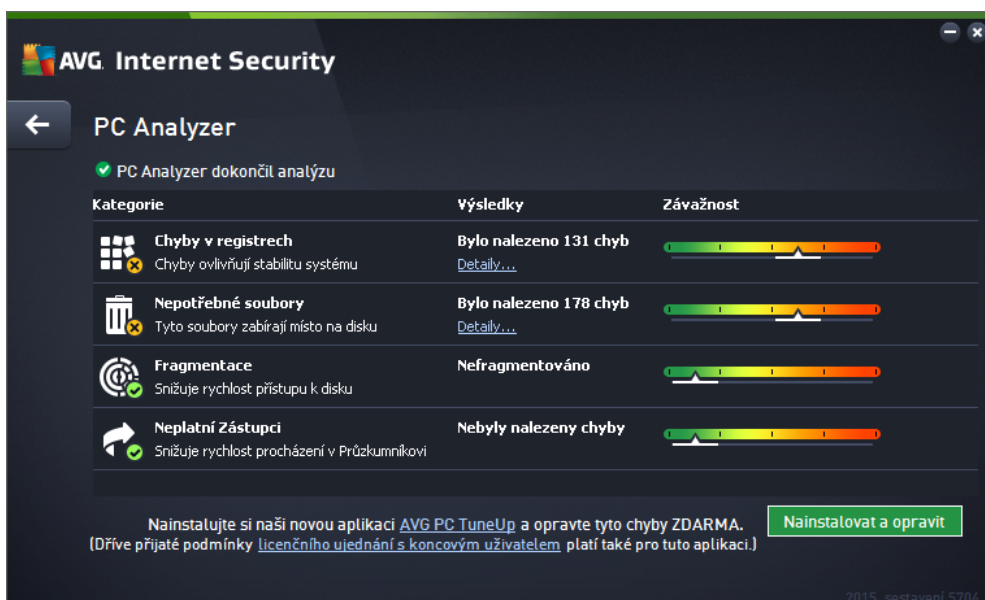 AVG. Internet Security
PC Analyzer
PC Analyzer dokončil analýzu
Kategorie Výsledky Závažnost
Chyby v registrech Bylo nalezeno 131 chyb
Chyby ovlivňují stabilitu systému Detaily...
Nepotřebné soubory Bylo nalezeno 178 chyb
Tyto soubory zabírají místo na disku Detaily...
Fragmentace Nefragmentováno
Snižuje rychlost přístupu k disku
Neplatní Zástupci Nebyly nalezeny chyby
Snižuje rychlost procházení v Průzkumníkovi
Nainstalujte si naši novou aplikaci AVG PC TuneUp a opravte tyto chyby ZDARMA. Nainstalovat a opravit
(Dříve přijaté podmínky licenčního ujednání s koncovým uživatelem platí také pro tuto aplikaci.)
2015, sestavení 5706